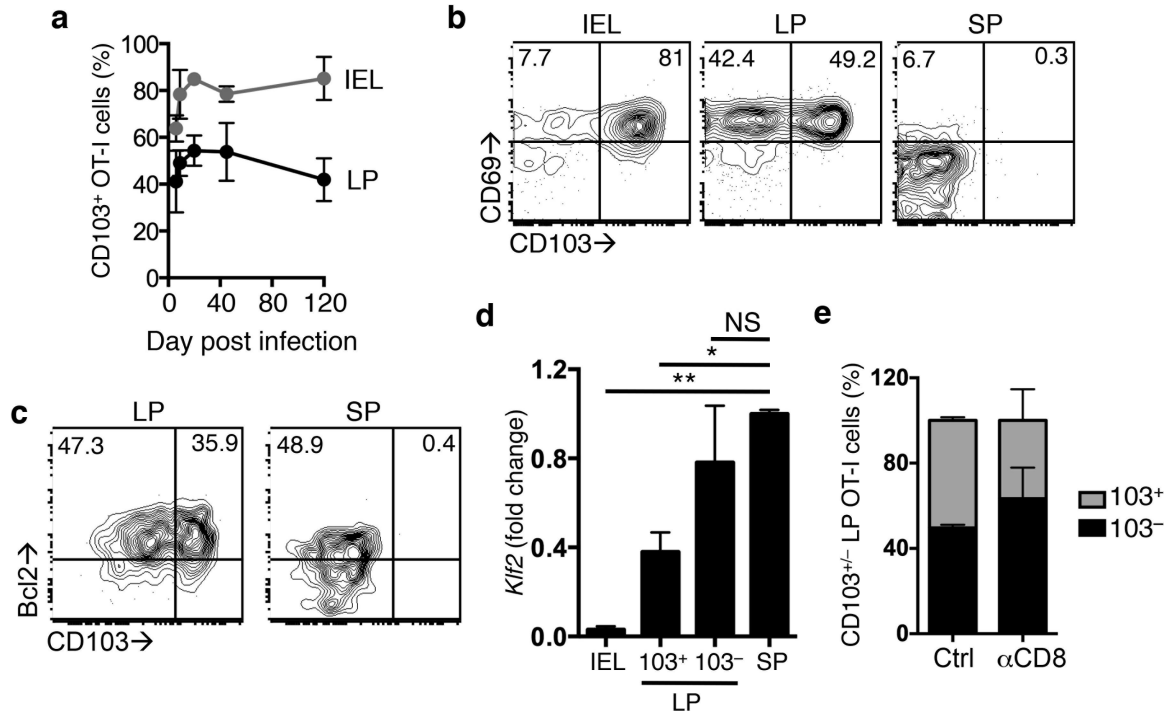 a
CD103+ OT-I cells (%)
100
80
60
40
20
0
0 40 80 120
Day post infection
IEL
LP
b
IEL LP SP
7.7 81
42.4 49.2
6.7 0.3
CD69→
CD103→
c
LP SP
47.3 35.9
48.9 0.4
Bcl2→
CD103→
d
NS
*
**
Klf2 (fold change)
1.2
0.8
0.4
0.0
IEL 103+ 103– SP
LP
e
CD103+/– LP OT-I cells (%)
120
80
40
0
Ctrl αCD8
103+
103–